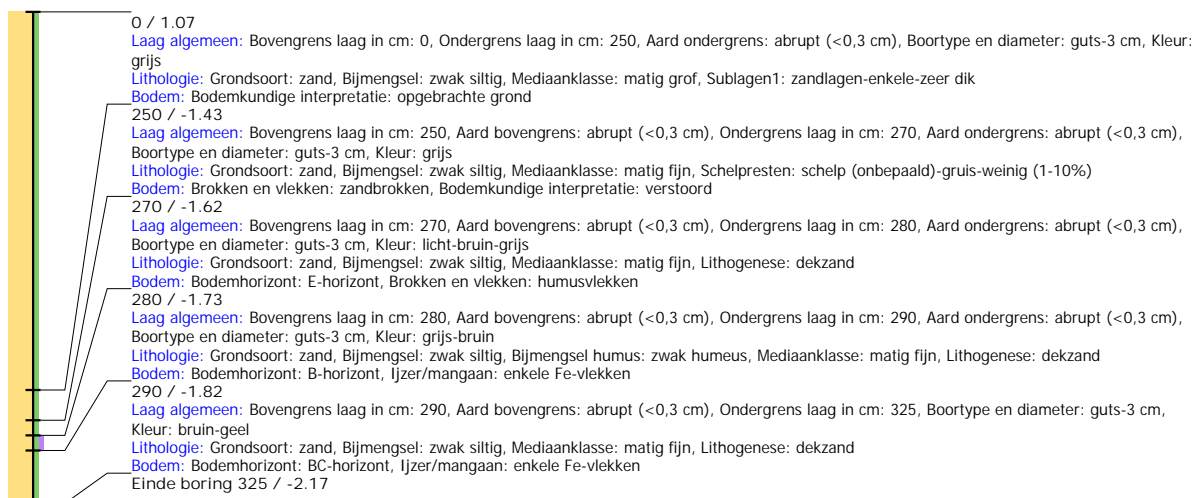 0 / 1.07
Laag algemeen: Bovengrens laag in cm: 0, Ondergrens laag in cm: 250, Aard ondergrens: abrupt (<0,3 cm), Boortype en diameter: guts-3 cm, Kleur:
grijs
Lithologie: Grondsoort: zand, Bijmengsel: zwak siltig, Mediaanklasse: matig grof, Sublagen1: zandlagen-enkele-zeer dik
Bodem: Bodemkundige interpretatie: opgebrachte grond
250 / -1.43
Laag algemeen: Bovengrens laag in cm: 250, Aard bovengrens: abrupt (<0,3 cm), Ondergrens laag in cm: 270, Aard ondergrens: abrupt (<0,3 cm),
Boortype en diameter: guts-3 cm, Kleur: grijs
Lithologie: Grondsoort: zand, Bijmengsel: zwak siltig, Mediaanklasse: matig fijn, Schelpresten: schelp (onbepaald)-gruis-weinig (1-10%)
Bodem: Brokken en vlekken: zandbrokken, Bodemkundige interpretatie: verstoord
270 / -1.62
Laag algemeen: Bovengrens laag in cm: 270, Aard bovengrens: abrupt (<0,3 cm), Ondergrens laag in cm: 280, Aard ondergrens: abrupt (<0,3 cm),
Boortype en diameter: guts-3 cm, Kleur: licht-bruin-grijs
Lithologie: Grondsoort: zand, Bijmengsel: zwak siltig, Mediaanklasse: matig fijn, Lithogenese: dekzand
Bodem: Bodemhorizont: E-horizont, Brokken en vlekken: humusvlekken
280 / -1.73
Laag algemeen: Bovengrens laag in cm: 280, Aard bovengrens: abrupt (<0,3 cm), Ondergrens laag in cm: 290, Aard ondergrens: abrupt (<0,3 cm),
Boortype en diameter: guts-3 cm, Kleur: grijs-bruin
Lithologie: Grondsoort: zand, Bijmengsel: zwak siltig, Bijmengsel humus: zwak humeus, Mediaanklasse: matig fijn, Lithogenese: dekzand
Bodem: Bodemhorizont: B-horizont, Ijzer/mangaan: enkele Fe-vlekken
290 / -1.82
Laag algemeen: Bovengrens laag in cm: 290, Aard bovengrens: abrupt (<0,3 cm), Ondergrens laag in cm: 325, Boortype en diameter: guts-3 cm,
Kleur: bruin-geel
Lithologie: Grondsoort: zand, Bijmengsel: zwak siltig, Mediaanklasse: matig fijn, Lithogenese: dekzand
Bodem: Bodemhorizont: BC-horizont, Ijzer/mangaan: enkele Fe-vlekken
Einde boring 325 / -2.17